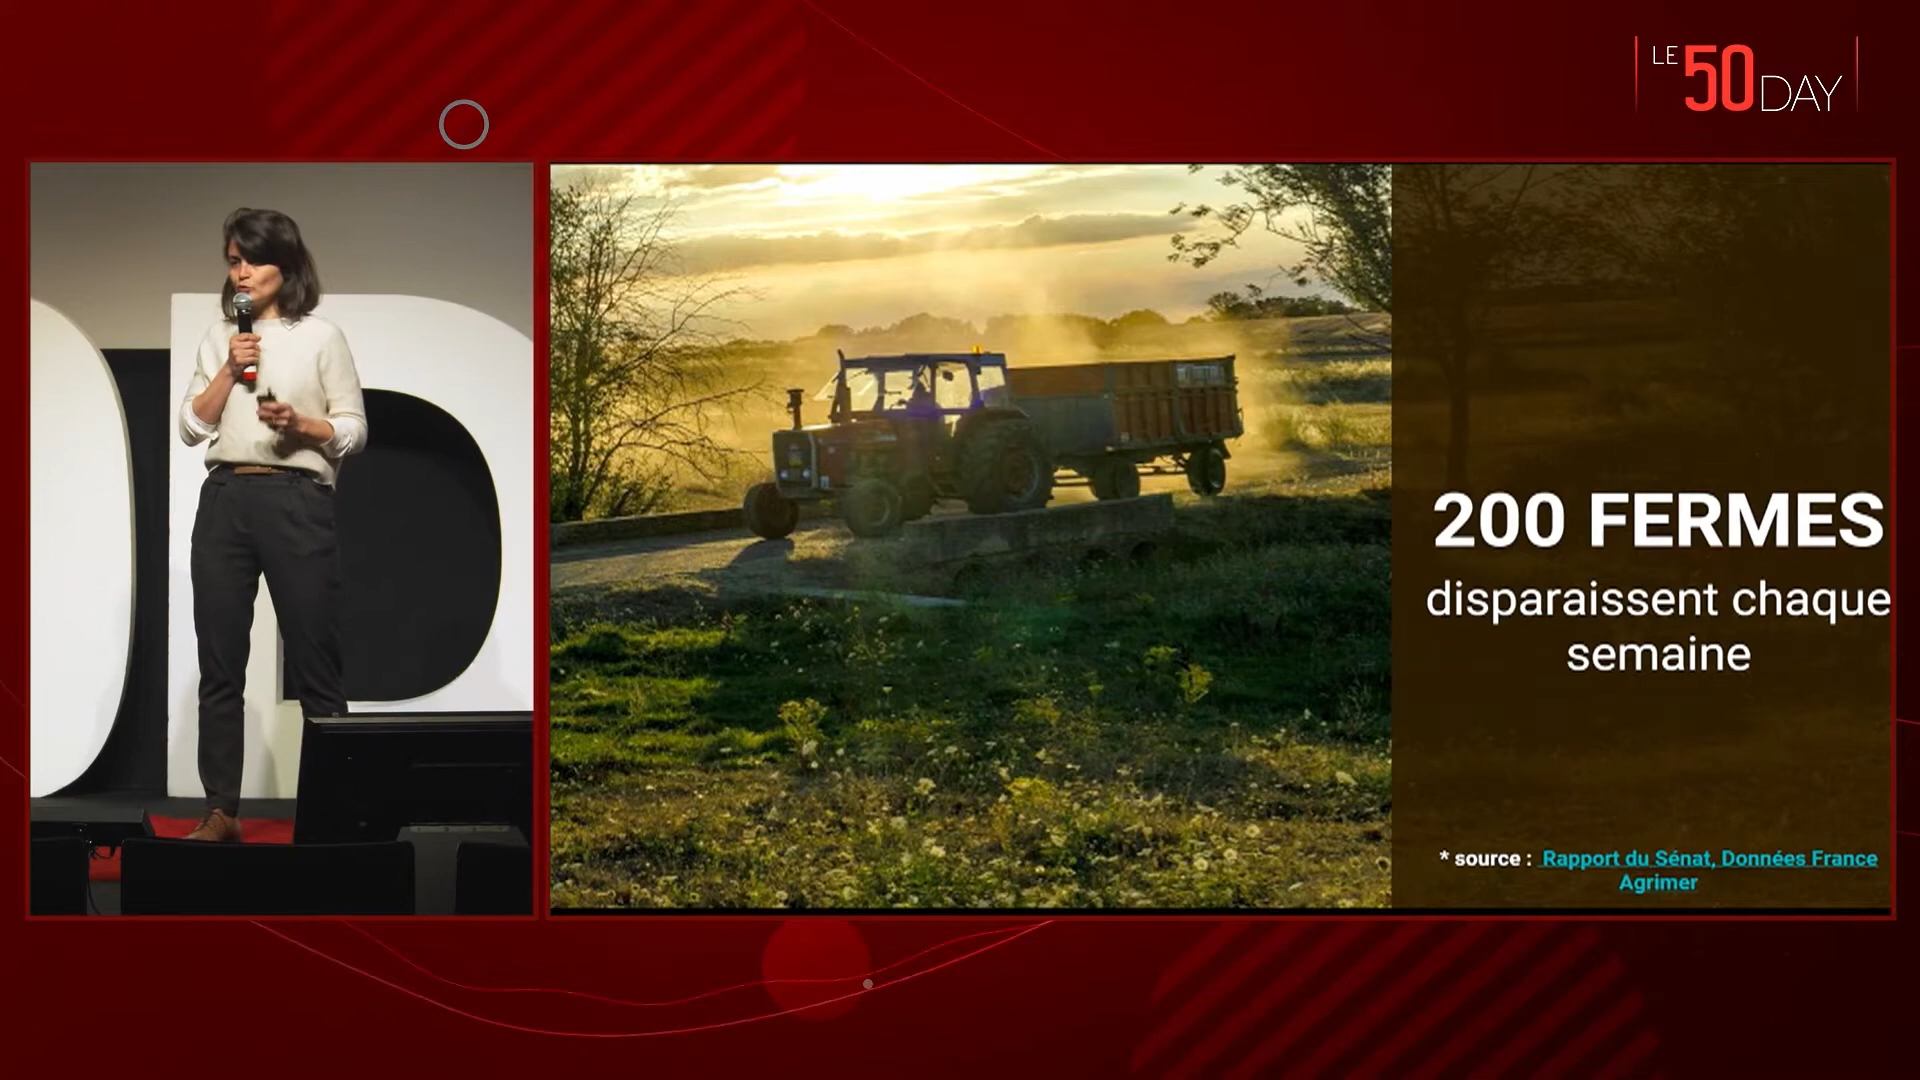 LE 50 DAY
200 FERMES
disparaissent chaque
semaine
* source : Rapport du Sénat, Données France
Agrimer